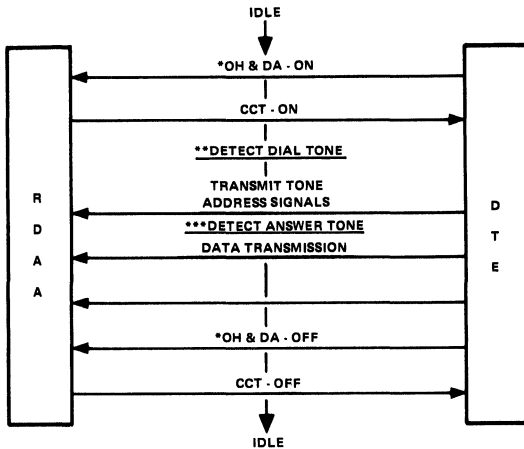 IDLE
*OH & DA - ON
CCT - ON
**DETECT DIAL TONE
TRANSMIT TONE
ADDRESS SIGNALS
***DETECT ANSWER TONE
DATA TRANSMISSION
*OH & DA - OFF
CCT - OFF
IDLE
R
D
A
A
D
T
E